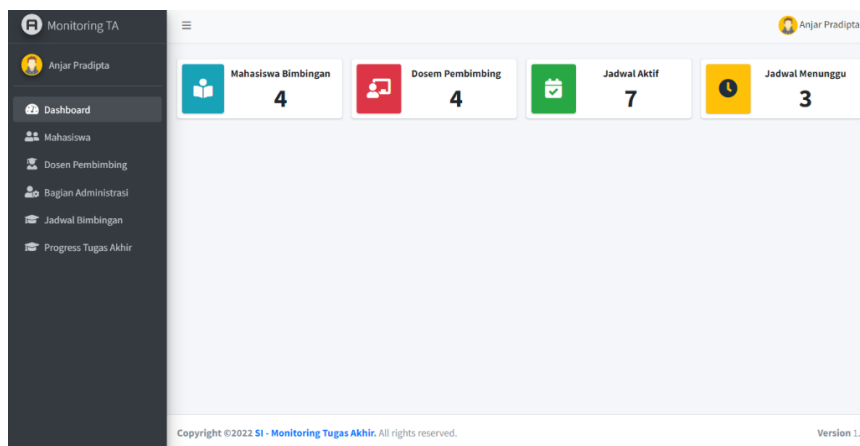 Monitoring TA
Anjar Pradipta
Anjar Pradipta
Dashboard
Mahasiswa
Dosen Pembimbing
Bagian Administrasi
Jadwal Bimbingan
Progress Tugas Akhir
Mahasiswa Bimbingan
4
Dosem Pembimbing
4
Jadwal Aktif
7
Jadwal Menunggu
3
Copyright ©2022 SI - Monitoring Tugas Akhir. All rights reserved.
Version 1.